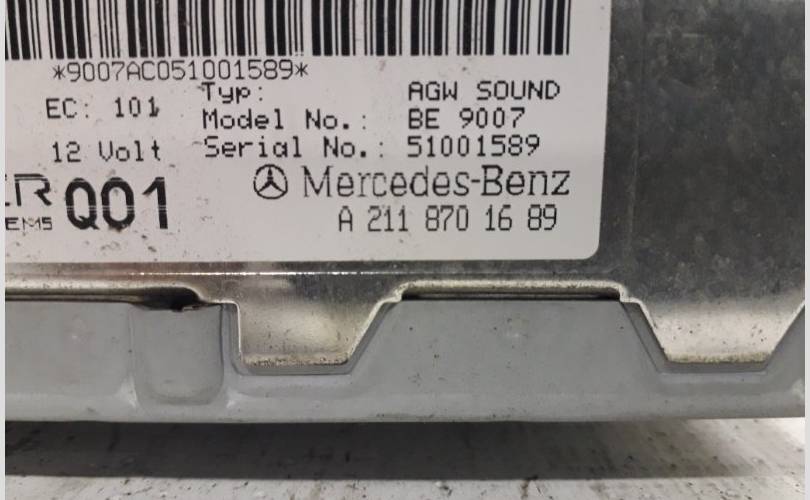 *9007AC051001589*
Typ: AGW SOUND
EC: 101 Model No.: BE 9007
12 Volt Serial No.: 51001589
Q01 Mercedes-Benz
A 211 870 16 89